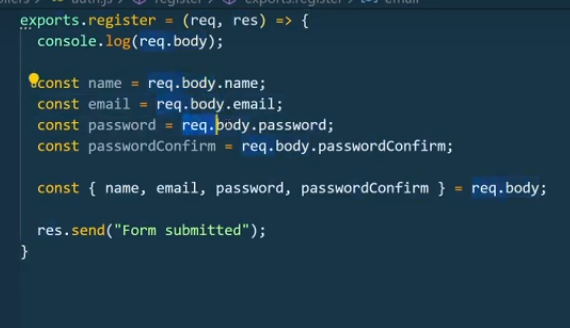 auth.js > register > exports.register > email
exports.register = (req, res) => {
console.log(req.body);
const name = req.body.name;
const email = req.body.email;
const password = req.body.password;
const passwordConfirm = req.body.passwordConfirm;
const { name, email, password, passwordConfirm } = req.body;
res.send("Form submitted");
}